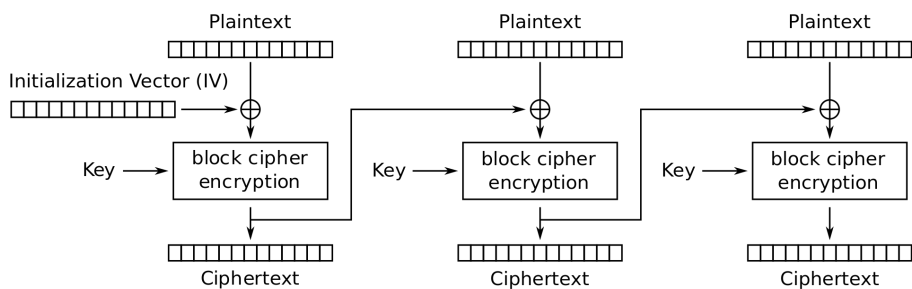 Plaintext
Plaintext
Plaintext
Initialization Vector (IV)
Key
block cipher
encryption
Key
block cipher
encryption
Key
block cipher
encryption
Ciphertext
Ciphertext
Ciphertext